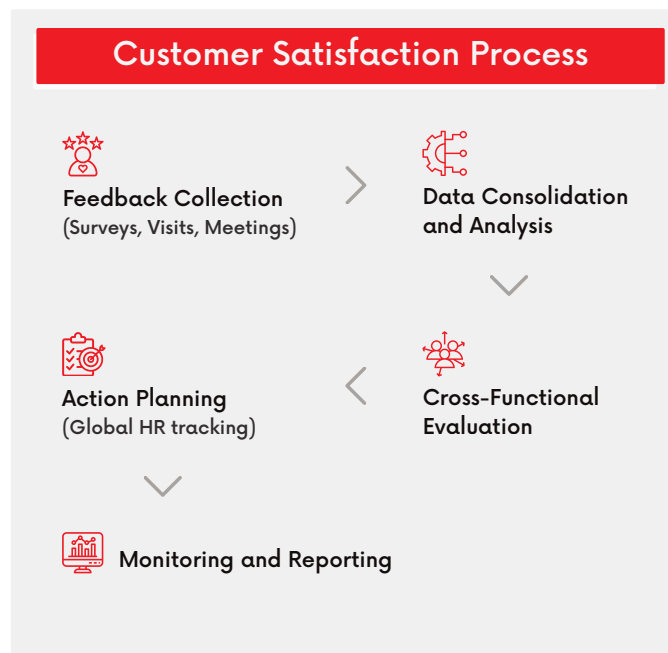 Customer Satisfaction Process
Feedback Collection
(Surveys, Visits, Meetings)
Data Consolidation
and Analysis
Cross-Functional
Evaluation
Action Planning
(Global HR tracking)
Monitoring and Reporting